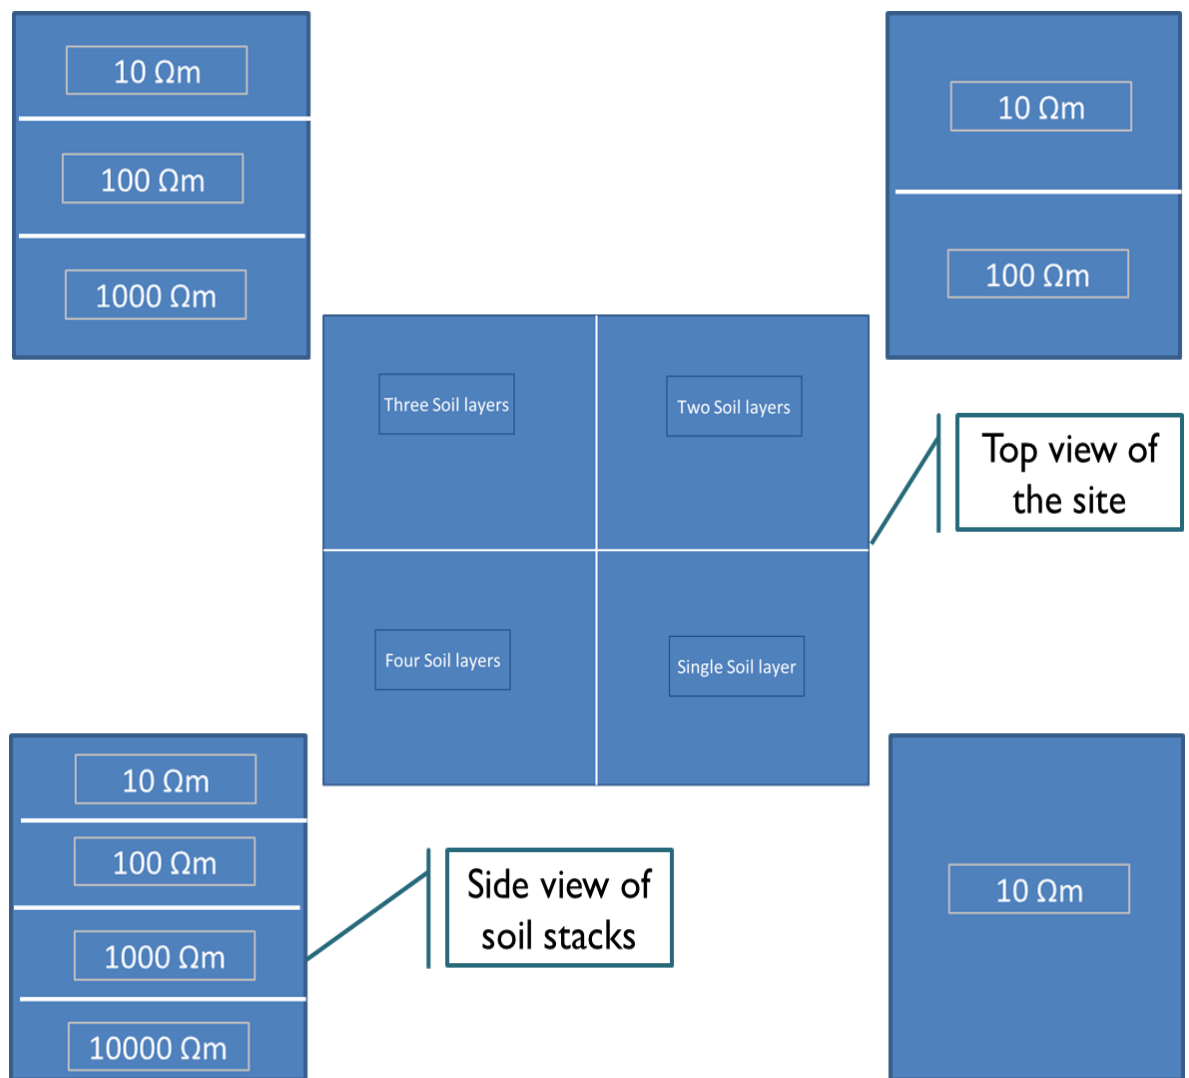 10 Ωm
100 Ωm
1000 Ωm
10 Ωm
100 Ωm
Three Soil layers
Two Soil layers
Four Soil layers
Single Soil layer
Top view of
the site
10 Ωm
100 Ωm
1000 Ωm
10000 Ωm
Side view of
soil stacks
10 Ωm